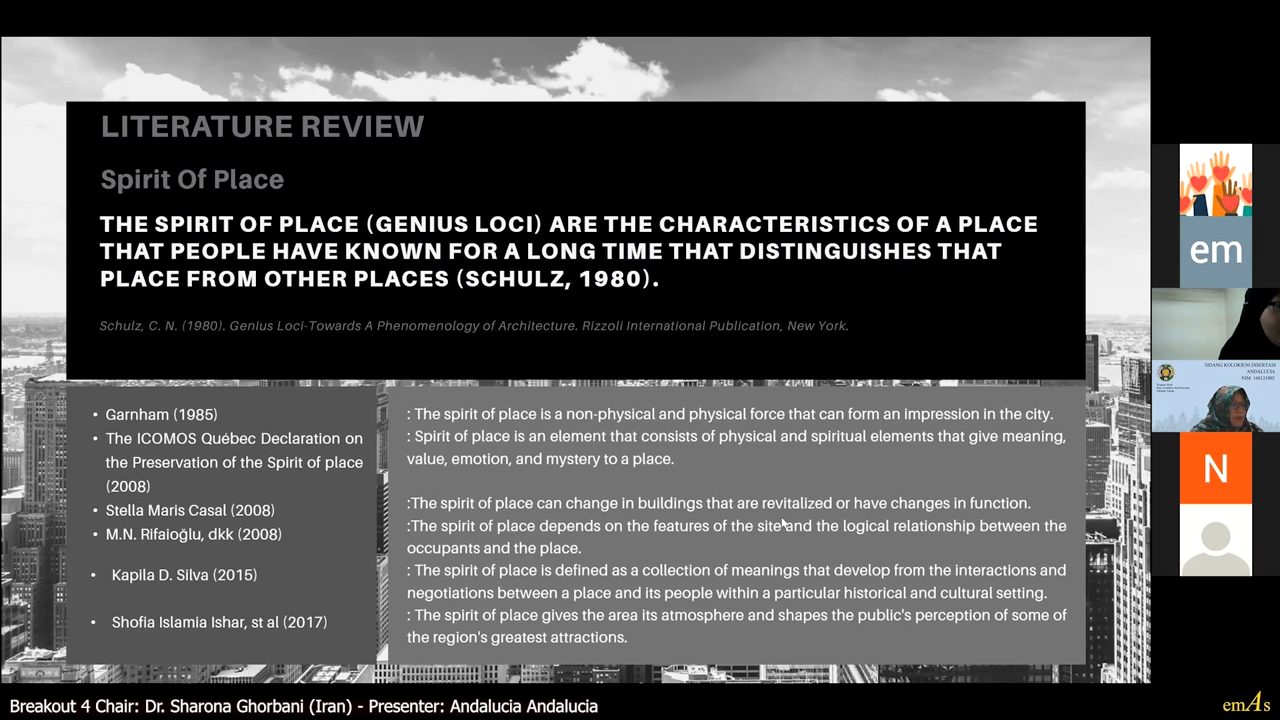 LITERATURE REVIEW
Spirit Of Place
THE SPIRIT OF PLACE (GENIUS LOCI) ARE THE CHARACTERISTICS OF A PLACE
THAT PEOPLE HAVE KNOWN FOR A LONG TIME THAT DISTINGUISHES THAT
PLACE FROM OTHER PLACES (SCHULZ, 1980).
Schulz, C. N. (1980). Genius Loci-Towards A Phenomenology of Architecture. Rizzoli International Publication, New York.
• Garnham (1985)
• The ICOMOS Québec Declaration on
the Preservation of the Spirit of place
(2008)
• Stella Maris Casal (2008)
• M.N. Rifaioğlu, dkk (2008)
• Kapila D. Silva (2015)
• Shofia Islamia Ishar, st al (2017)
: The spirit of place is a non-physical and physical force that can form an impression in the city.
: Spirit of place is an element that consists of physical and spiritual elements that give meaning,
value, emotion, and mystery to a place.
:The spirit of place can change in buildings that are revitalized or have changes in function.
:The spirit of place depends on the features of the site and the logical relationship between the
occupants and the place.
: The spirit of place is defined as a collection of meanings that develop from the interactions and
negotiations between a place and its people within a particular historical and cultural setting.
: The spirit of place gives the area its atmosphere and shapes the public's perception of some of
the region's greatest attractions.
em
SIDANG KOLOKIUM DISERTASI
ANDALUCIA
NIM. 168121002
N
Breakout 4 Chair: Dr. Sharona Ghorbani (Iran) - Presenter: Andalucia Andalucia
emAs